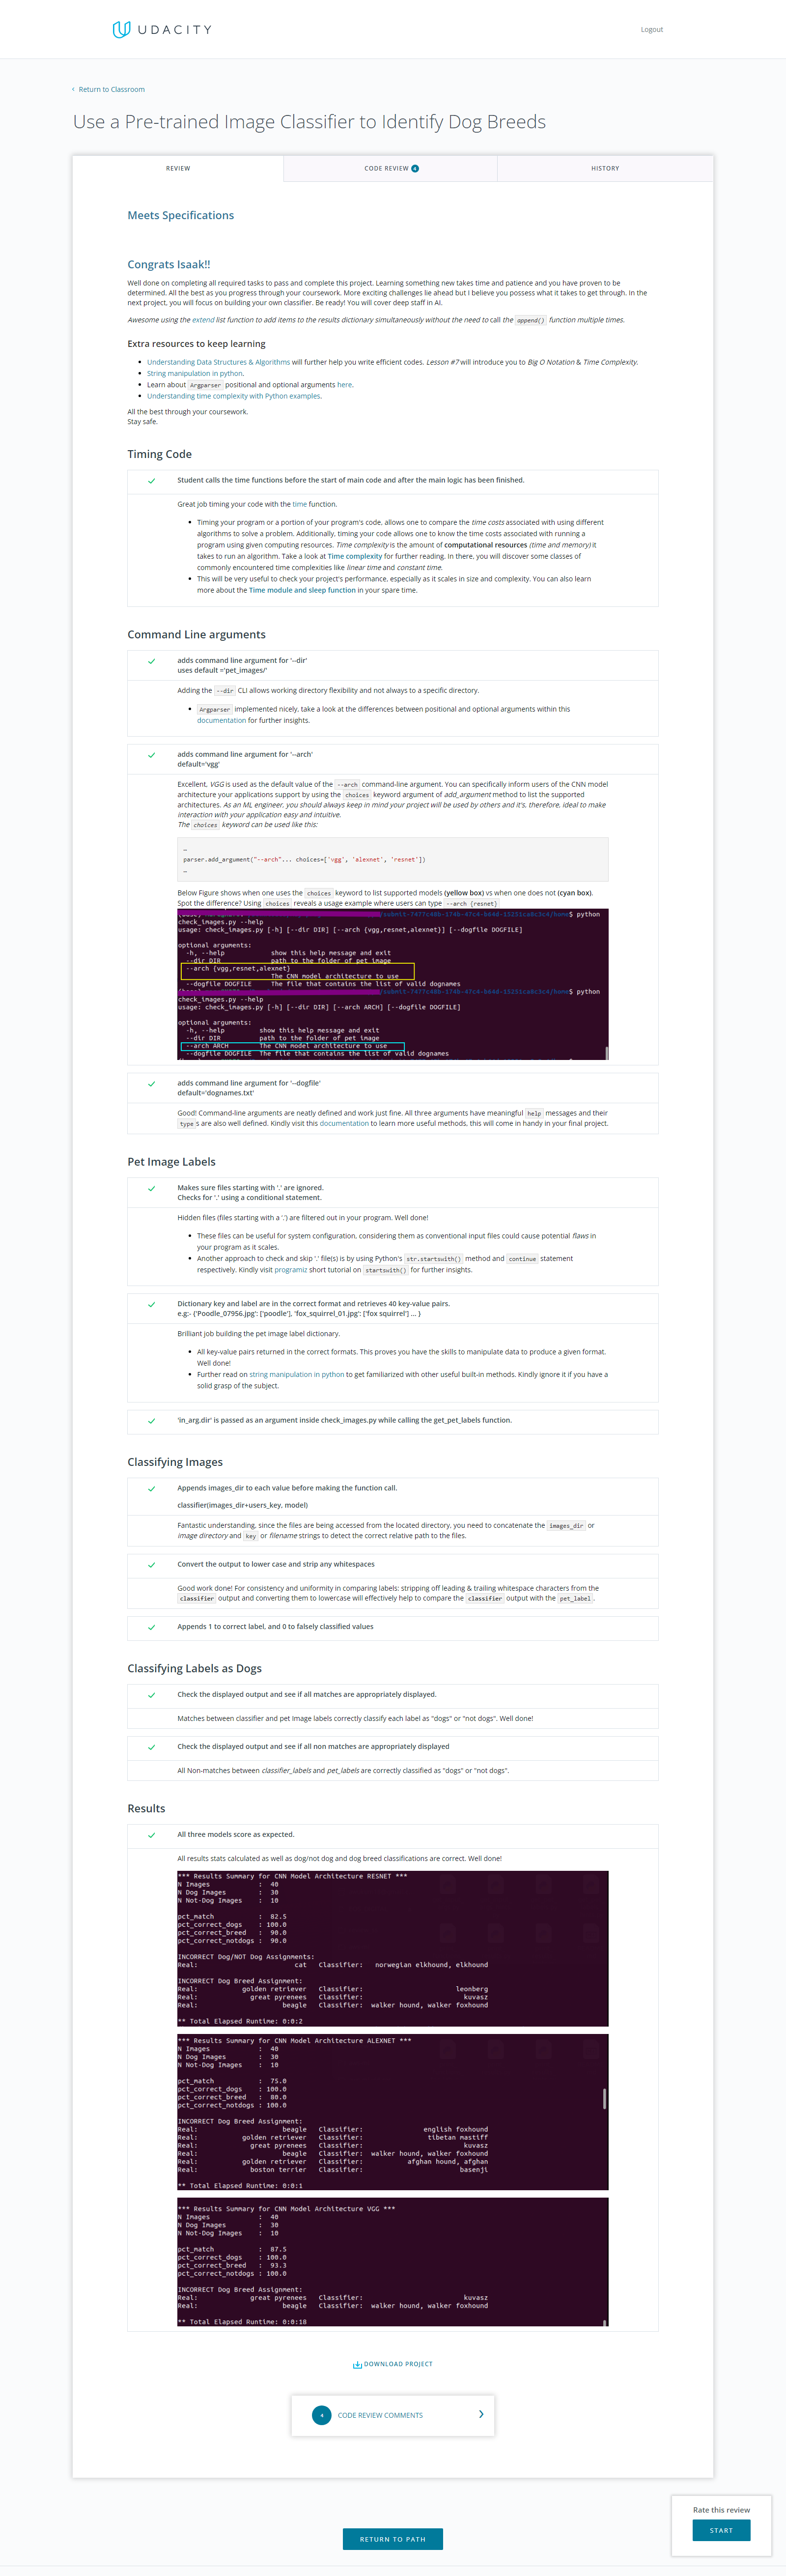 UDACITY
Logout
Return to Classroom
Use a Pre-trained Image Classifier to Identify Dog Breeds
REVIEW
CODE REVIEW 4
HISTORY
Meets Specifications
Congrats Isaak!!
Well done on completing all required tasks to pass and complete this project. Learning something new takes time and patience and you have proven to be
determined. All the best as you progress through your coursework. More exciting challenges lie ahead but I believe you possess what it takes to get through. In the
next project, you will focus on building your own classifier. Be ready! You will cover deep staff in AI.
Awesome using the extend list function to add items to the results dictionary simultaneously without the need to call the append() function multiple times.
Extra resources to keep learning
Understanding Data Structures & Algorithms will further help you write efficient codes. Lesson #7 will introduce you to Big O Notation & Time Complexity.
String manipulation in python.
Learn about Argparser positional and optional arguments here.
Understanding time complexity with Python examples.
All the best through your coursework.
Stay safe.
Timing Code
Student calls the time functions before the start of main code and after the main logic has been finished.
Great job timing your code with the time function.
Timing your program or a portion of your program's code, allows one to compare the time costs associated with using different
algorithms to solve a problem. Additionally, timing your code allows one to know the time costs associated with running a
program using given computing resources. Time complexity is the amount of computational resources (time and memory) it
takes to run an algorithm. Take a look at Time complexity for further reading. In there, you will discover some classes of
commonly encountered time complexities like linear time and constant time.
This will be very useful to check your project's performance, especially as it scales in size and complexity. You can also learn
more about the Time module and sleep function in your spare time.
Command Line arguments
adds command line argument for '--dir'
uses default ='pet_images/'
Adding the --dir CLI allows working directory flexibility and not always to a specific directory.
Argparser implemented nicely, take a look at the differences between positional and optional arguments within this
documentation for further insights.
adds command line argument for '--arch'
default='vgg'
Excellent, VGG is used as the default value of the --arch command-line argument. You can specifically inform users of the CNN model
architecture your applications support by using the choices keyword argument of add_argument method to list the supported
architectures. As an ML engineer, you should always keep in mind your project will be used by others and it's, therefore, ideal to make
interaction with your application easy and intuitive.
The choices keyword can be used like this:
…
parser.add_argument("--arch"... choices=['vgg', 'alexnet', 'resnet'])
…
Below Figure shows when one uses the choices keyword to list supported models (yellow box) vs when one does not (cyan box).
Spot the difference? Using choices reveals a usage example where users can type --arch {resnet}
$ python
check_images.py --help
usage: check_images.py [-h] [--dir DIR] [--arch {vgg,resnet,alexnet}] [--dogfile DOGFILE]
optional arguments:
-h, --help show this help message and exit
--dir DIR path to the folder of pet image
--arch {vgg,resnet,alexnet}
The CNN model architecture to use
--dogfile DOGFILE The file that contains the list of valid dognames
$ python
check_images.py --help
usage: check_images.py [-h] [--dir DIR] [--arch ARCH] [--dogfile DOGFILE]
optional arguments:
-h, --help show this help message and exit
--dir DIR path to the folder of pet image
--arch ARCH The CNN model architecture to use
--dogfile DOGFILE The file that contains the list of valid dognames
adds command line argument for '--dogfile'
default='dognames.txt'
Good! Command-line arguments are neatly defined and work just fine. All three arguments have meaningful help messages and their
type s are also well defined. Kindly visit this documentation to learn more useful methods, this will come in handy in your final project.
Pet Image Labels
Makes sure files starting with '.' are ignored.
Checks for '.' using a conditional statement.
Hidden files (files starting with a '.') are filtered out in your program. Well done!
These files can be useful for system configuration, considering them as conventional input files could cause potential flaws in
your program as it scales.
Another approach to check and skip '.' file(s) is by using Python's str.startswith() method and continue statement
respectively. Kindly visit programiz short tutorial on startswith() for further insights.
Dictionary key and label are in the correct format and retrieves 40 key-value pairs.
e.g:- {'Poodle_07956.jpg': ['poodle'], 'fox_squirrel_01.jpg': ['fox squirrel'] ... }
Brilliant job building the pet image label dictionary.
All key-value pairs returned in the correct formats. This proves you have the skills to manipulate data to produce a given format.
Well done!
Further read on string manipulation in python to get familiarized with other useful built-in methods. Kindly ignore it if you have a
solid grasp of the subject.
'in_arg.dir' is passed as an argument inside check_images.py while calling the get_pet_labels function.
Classifying Images
Appends images_dir to each value before making the function call.
classifier(images_dir+users_key, model)
Fantastic understanding, since the files are being accessed from the located directory, you need to concatenate the images_dir or
image directory and key or filename strings to detect the correct relative path to the files.
Convert the output to lower case and strip any whitespaces
Good work done! For consistency and uniformity in comparing labels: stripping off leading & trailing whitespace characters from the
classifier output and converting them to lowercase will effectively help to compare the classifier output with the pet_label.
Appends 1 to correct label, and 0 to falsely classified values
Classifying Labels as Dogs
Check the displayed output and see if all matches are appropriately displayed.
Matches between classifier and pet Image labels correctly classify each label as "dogs" or "not dogs". Well done!
Check the displayed output and see if all non matches are appropriately displayed
All Non-matches between classifier_labels and pet_labels are correctly classified as "dogs" or "not dogs".
Results
All three models score as expected.
All results stats calculated as well as dog/not dog and dog breed classifications are correct. Well done!
*** Results Summary for CNN Model Architecture RESNET ***
N Images : 40
N Dog Images : 30
N Not-Dog Images : 10
pct_match : 82.5
pct_correct_dogs : 100.0
pct_correct_breed : 90.0
pct_correct_notdogs : 90.0
INCORRECT Dog/NOT Dog Assignments:
Real: cat Classifier: norwegian elkhound, elkhound
INCORRECT Dog Breed Assignment:
Real: golden retriever Classifier: leonberg
Real: great pyrenees Classifier: kuvasz
Real: beagle Classifier: walker hound, walker foxhound
** Total Elapsed Runtime: 0:0:2
*** Results Summary for CNN Model Architecture ALEXNET ***
N Images : 40
N Dog Images : 30
N Not-Dog Images : 10
pct_match : 75.0
pct_correct_dogs : 100.0
pct_correct_breed : 80.0
pct_correct_notdogs : 100.0
INCORRECT Dog Breed Assignment:
Real: beagle Classifier: english foxhound
Real: golden retriever Classifier: tibetan mastiff
Real: great pyrenees Classifier: kuvasz
Real: beagle Classifier: walker hound, walker foxhound
Real: golden retriever Classifier: afghan hound, afghan
Real: boston terrier Classifier: basenji
** Total Elapsed Runtime: 0:0:1
*** Results Summary for CNN Model Architecture VGG ***
N Images : 40
N Dog Images : 30
N Not-Dog Images : 10
pct_match : 87.5
pct_correct_dogs : 100.0
pct_correct_breed : 93.3
pct_correct_notdogs : 100.0
INCORRECT Dog Breed Assignment:
Real: great pyrenees Classifier: kuvasz
Real: beagle Classifier: walker hound, walker foxhound
** Total Elapsed Runtime: 0:0:18
DOWNLOAD PROJECT
4 CODE REVIEW COMMENTS
Rate this review
START
RETURN TO PATH